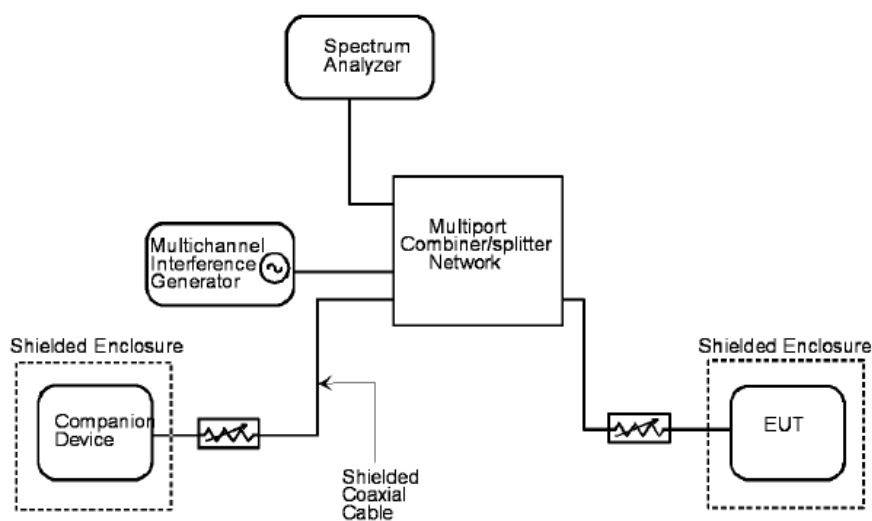 Spectrum
Analyzer
Multiport
Combiner/splitter
Network
Multichannel
Interference
Generator
Shielded Enclosure
Companion
Device
Shielded
Coaxial
Cable
Shielded Enclosure
EUT